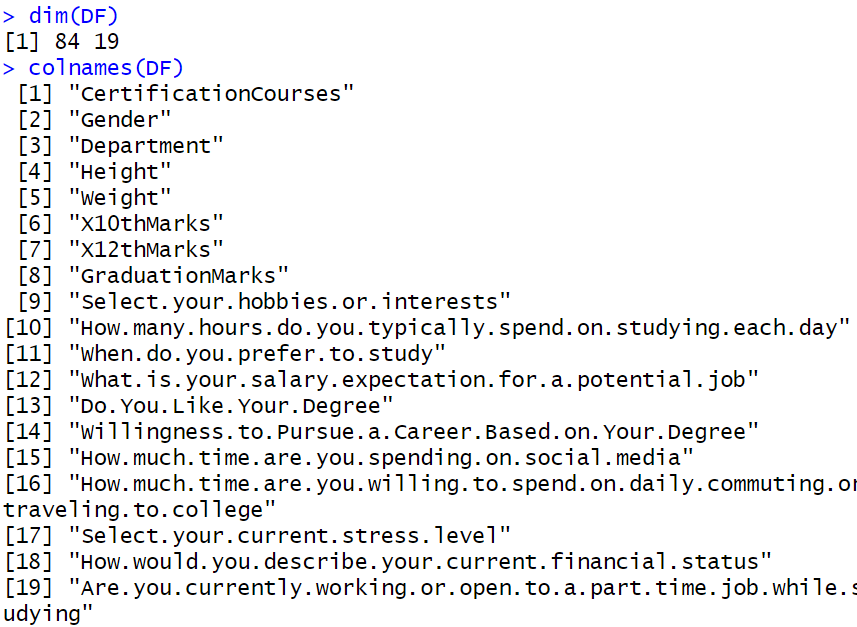 > dim(DF)
[1] 84 19
> colnames(DF)
[1] "CertificationCourses"
[2] "Gender"
[3] "Department"
[4] "Height"
[5] "Weight"
[6] "X10thMarks"
[7] "X12thMarks"
[8] "GraduationMarks"
[9] "Select.your.hobbies.or.interests"
[10] "How.many.hours.do.you.typically.spend.on.studying.each.day"
[11] "When.do.you.prefer.to.study"
[12] "What.is.your.salary.expectation.for.a.potential.job"
[13] "Do.You.Like.Your.Degree"
[14] "Willingness.to.Pursue.a.Career.Based.on.Your.Degree"
[15] "How.much.time.are.you.spending.on.social.media"
[16] "How.much.time.are.you.willing.to.spend.on.daily.commuting.or
traveling.to.college"
[17] "Select.your.current.stress.level"
[18] "How.would.you.describe.your.current.financial.status"
[19] "Are.you.currently.working.or.open.to.a.part.time.job.while.s
udying"